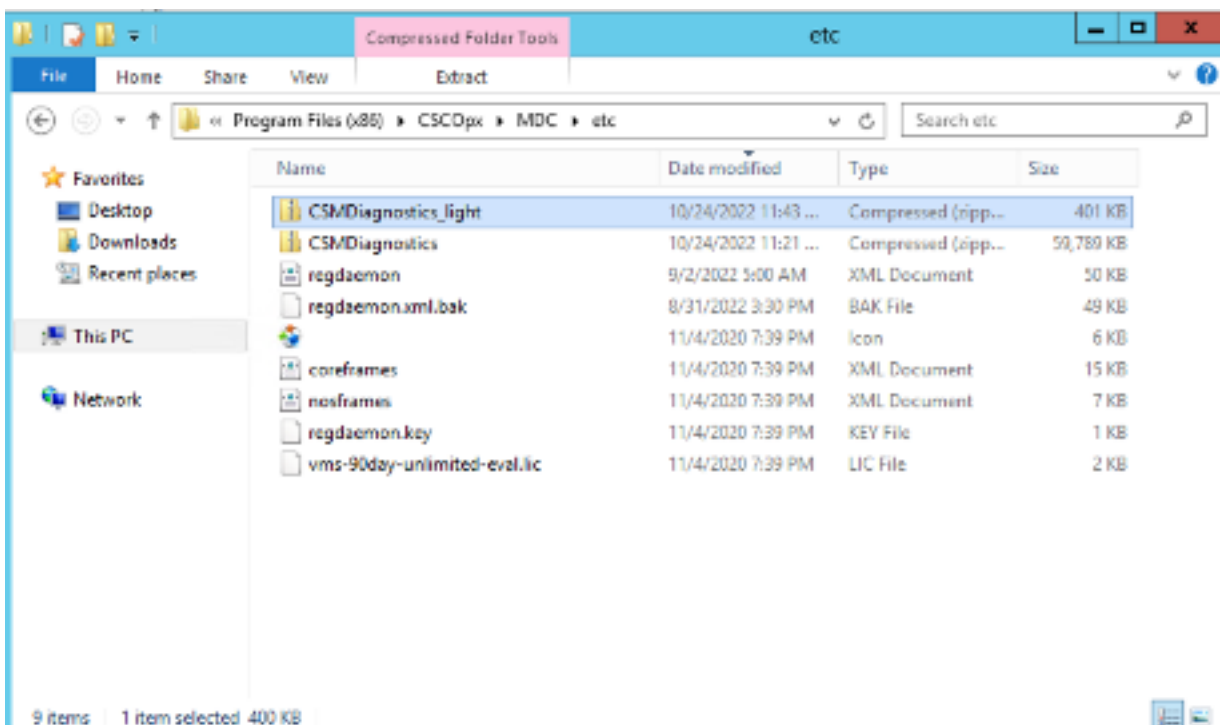 Compressed Folder Tools
etc
File Home Share View Extract
« Program Files (x86) ▸ CSCOpx ▸ MDC ▸ etc
Search etc
Name Date modified Type Size
Favorites
Desktop
Downloads
Recent places
This PC
Network
CSMDiagnostics_light 10/24/2022 11:43 ... Compressed (zipp... 401 KB
CSMDiagnostics 10/24/2022 11:21 ... Compressed (zipp... 59,789 KB
regdaemon 9/2/2022 5:00 AM XML Document 50 KB
regdaemon.xml.bak 8/31/2022 3:30 PM BAK File 49 KB
11/4/2020 7:39 PM Icon 6 KB
coreframes 11/4/2020 7:39 PM XML Document 15 KB
nosframes 11/4/2020 7:39 PM XML Document 7 KB
regdaemon.key 11/4/2020 7:39 PM KEY File 1 KB
vms-90day-unlimited-eval.lic 11/4/2020 7:39 PM LIC File 2 KB
9 items 1 item selected 400 KB